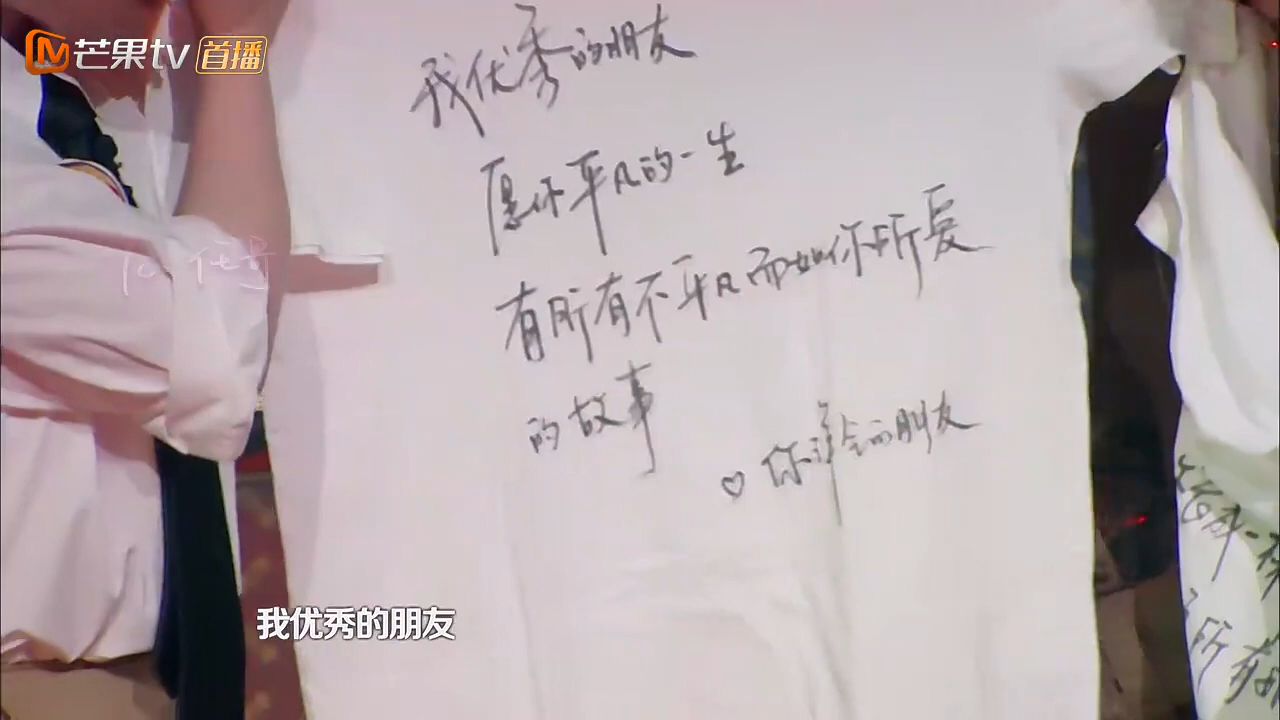 芒果tv 首播
我优秀的朋友
愿你平凡的一生
有所有不平凡而如你所爱
的故事
♡ 你的朋友
我优秀的朋友